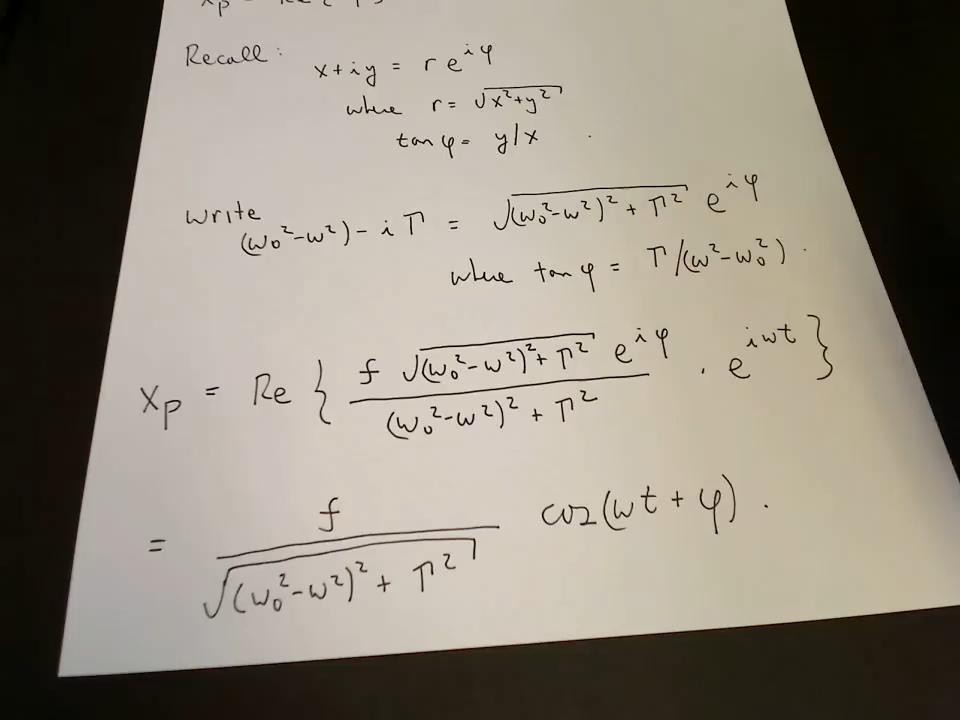 Recall: x+iy = r e^{iφ}
where r = √(x²+y²)
tan φ = y/x .
write (ω₀²-ω²) - iΓ = √((ω₀²-ω²)² + Γ²) e^{iφ}
where tan φ = Γ/(ω²-ω₀²).
x_p = Re { f √((ω₀²-ω²)² + Γ²) e^{iφ} / ((ω₀²-ω²)² + Γ²) · e^{iωt} }
= f / √((ω₀²-ω²)² + Γ²) cos(ωt + φ).